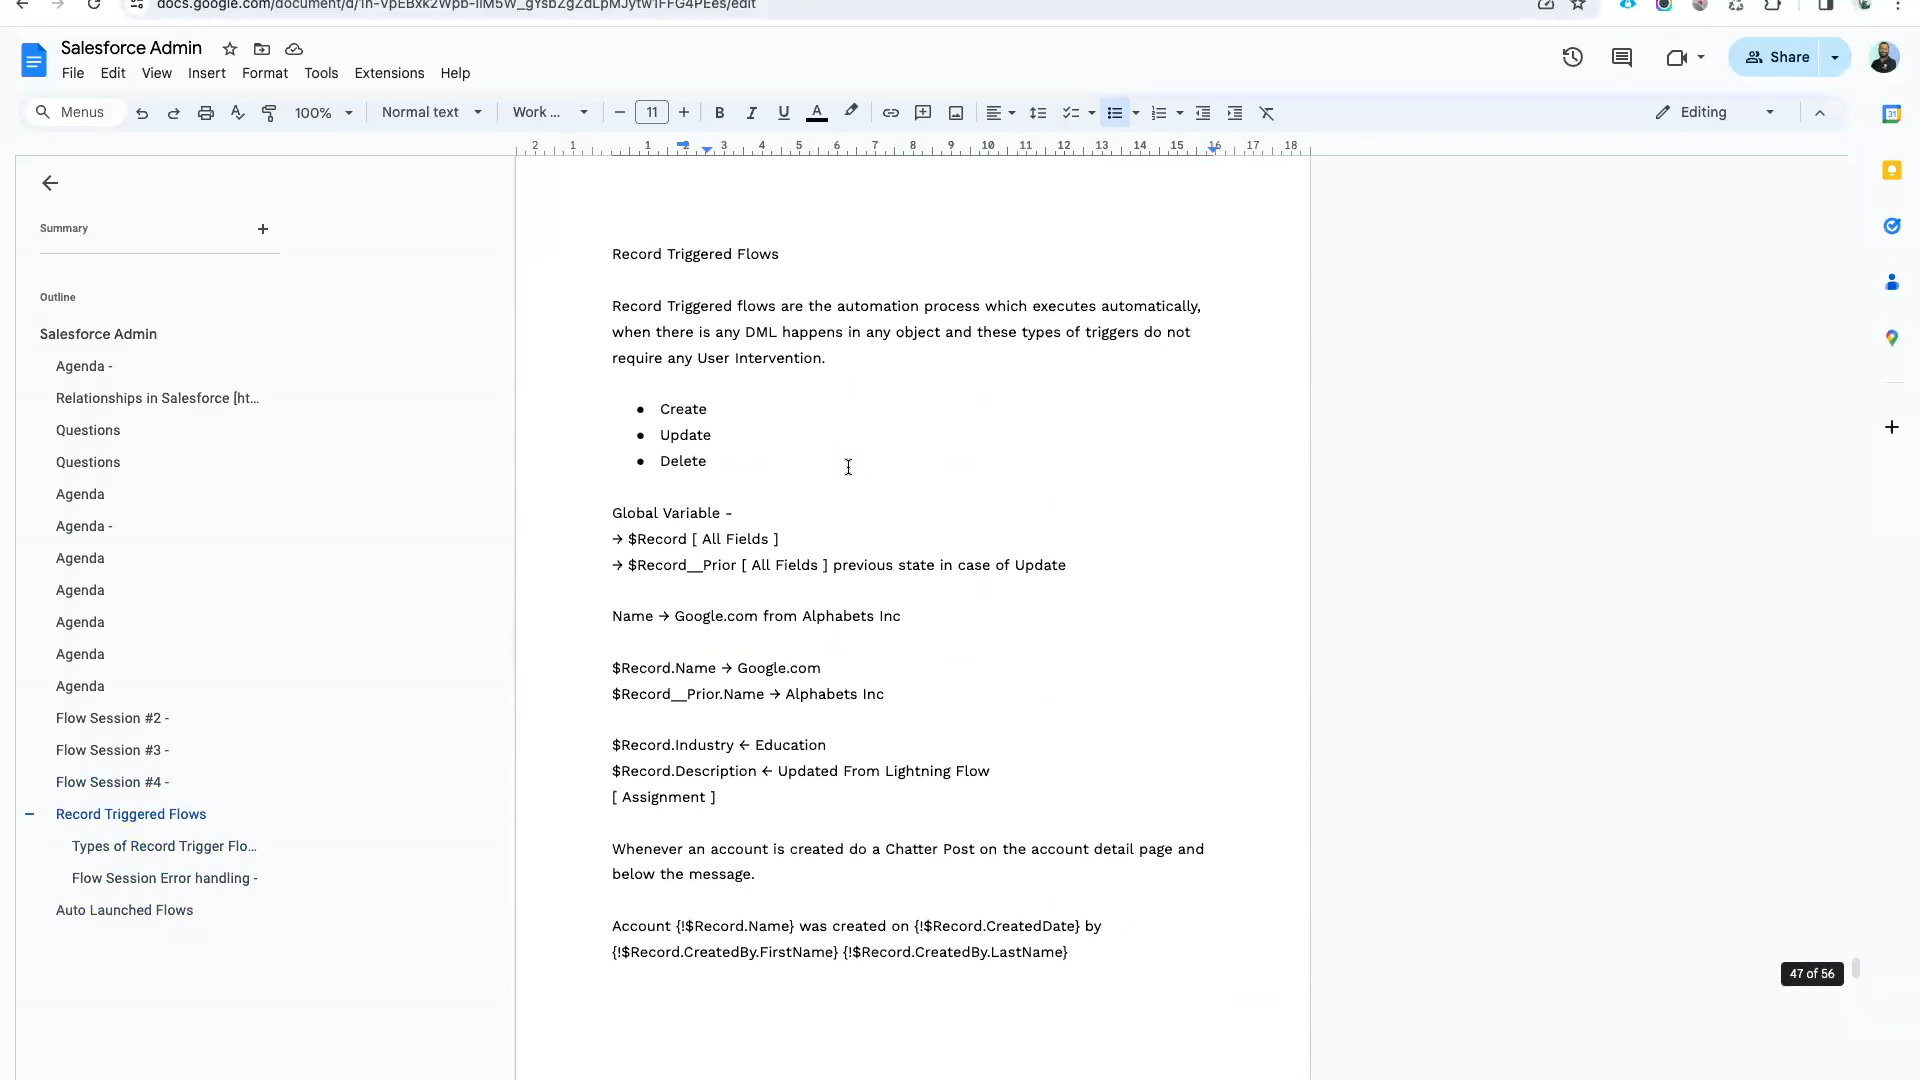 Salesforce Admin
File Edit View Insert Format Tools Extensions Help
Share
Menus
100%
Normal text
Work ...
11
Editing
2 1 1 2 3 4 5 6 7 8 9 10 11 12 13 14 15 16 17 18
Summary
Outline
Salesforce Admin
Agenda -
Relationships in Salesforce [ht...
Questions
Questions
Agenda
Agenda -
Agenda
Agenda
Agenda
Agenda
Agenda
Flow Session #2 -
Flow Session #3 -
Flow Session #4 -
Record Triggered Flows
Types of Record Trigger Flo...
Flow Session Error handling -
Auto Launched Flows
Record Triggered Flows
Record Triggered flows are the automation process which executes automatically,
when there is any DML happens in any object and these types of triggers do not
require any User Intervention.
● Create
● Update
● Delete
Global Variable -
→ $Record [ All Fields ]
→ $Record__Prior [ All Fields ] previous state in case of Update
Name → Google.com from Alphabets Inc
$Record.Name → Google.com
$Record__Prior.Name → Alphabets Inc
$Record.Industry ← Education
$Record.Description ← Updated From Lightning Flow
[ Assignment ]
Whenever an account is created do a Chatter Post on the account detail page and
below the message.
Account {!$Record.Name} was created on {!$Record.CreatedDate} by
{!$Record.CreatedBy.FirstName} {!$Record.CreatedBy.LastName}
47 of 56
31